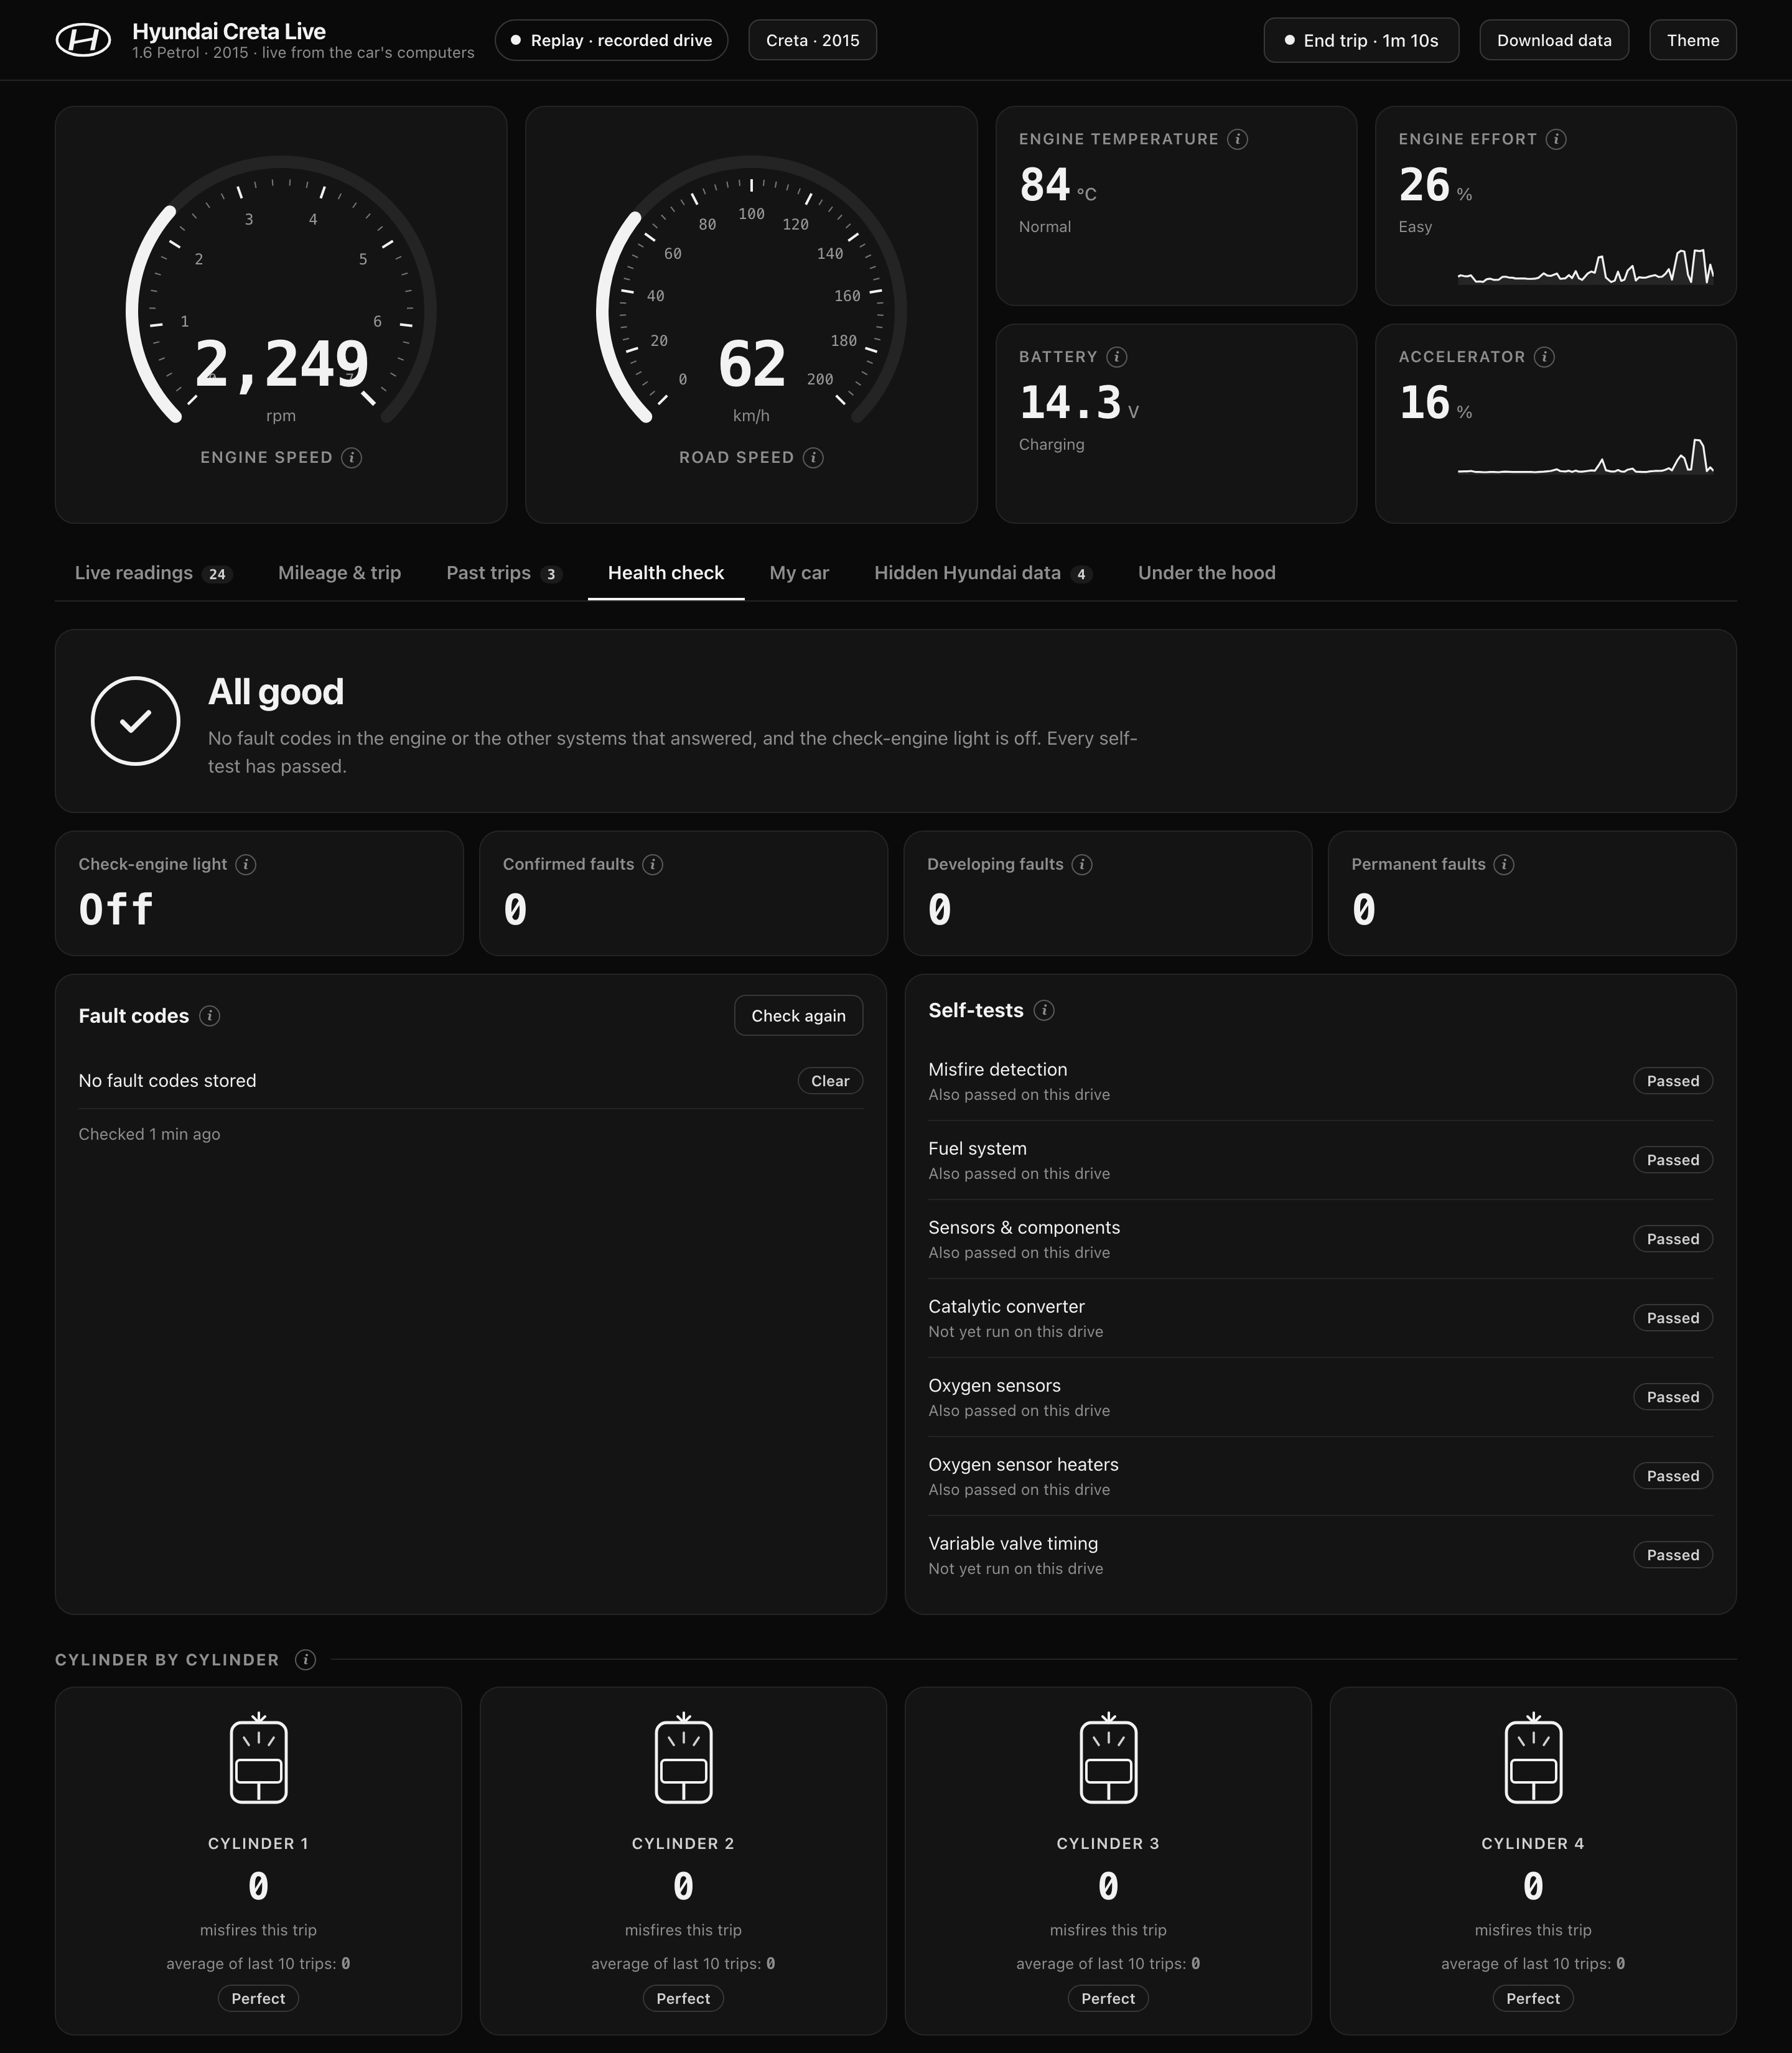 Hyundai Creta Live
1.6 Petrol · 2015 · live from the car's computers
Replay · recorded drive
Creta · 2015
End trip · 1m 10s
Download data
Theme
1
2
3
4
5
6
2,249
rpm
ENGINE SPEED
0
20
40
60
80
100
120
140
160
180
200
62
km/h
ROAD SPEED
ENGINE TEMPERATURE
84 °C
Normal
ENGINE EFFORT
26 %
Easy
BATTERY
14.3 V
Charging
ACCELERATOR
16 %
Live readings 24
Mileage & trip
Past trips 3
Health check
My car
Hidden Hyundai data 4
Under the hood
All good
No fault codes in the engine or the other systems that answered, and the check-engine light is off. Every self-
test has passed.
Check-engine light
Off
Confirmed faults
0
Developing faults
0
Permanent faults
0
Fault codes
Check again
No fault codes stored
Clear
Checked 1 min ago
Self-tests
Misfire detection
Also passed on this drive
Passed
Fuel system
Also passed on this drive
Passed
Sensors & components
Also passed on this drive
Passed
Catalytic converter
Not yet run on this drive
Passed
Oxygen sensors
Also passed on this drive
Passed
Oxygen sensor heaters
Also passed on this drive
Passed
Variable valve timing
Not yet run on this drive
Passed
CYLINDER BY CYLINDER
CYLINDER 1
0
misfires this trip
average of last 10 trips: 0
Perfect
CYLINDER 2
0
misfires this trip
average of last 10 trips: 0
Perfect
CYLINDER 3
0
misfires this trip
average of last 10 trips: 0
Perfect
CYLINDER 4
0
misfires this trip
average of last 10 trips: 0
Perfect